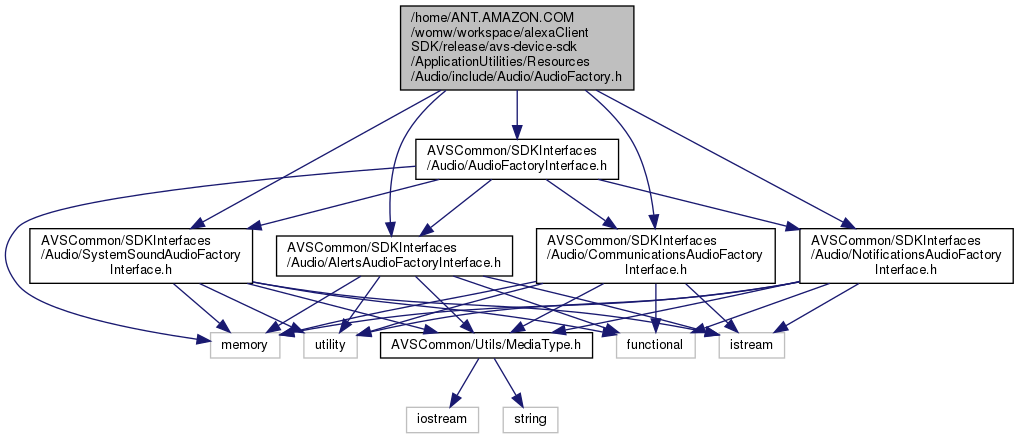 /home/ANT.AMAZON.COM
/womw/workspace/alexaClient
SDK/release/avs-device-sdk
/ApplicationUtilities/Resources
/Audio/include/Audio/AudioFactory.h
AVSCommon/SDKInterfaces
/Audio/AudioFactoryInterface.h
AVSCommon/SDKInterfaces
/Audio/SystemSoundAudioFactory
Interface.h
AVSCommon/SDKInterfaces
/Audio/AlertsAudioFactoryInterface.h
AVSCommon/SDKInterfaces
/Audio/CommunicationsAudioFactory
Interface.h
AVSCommon/SDKInterfaces
/Audio/NotificationsAudioFactory
Interface.h
memory
utility
AVSCommon/Utils/MediaType.h
functional
istream
iostream
string